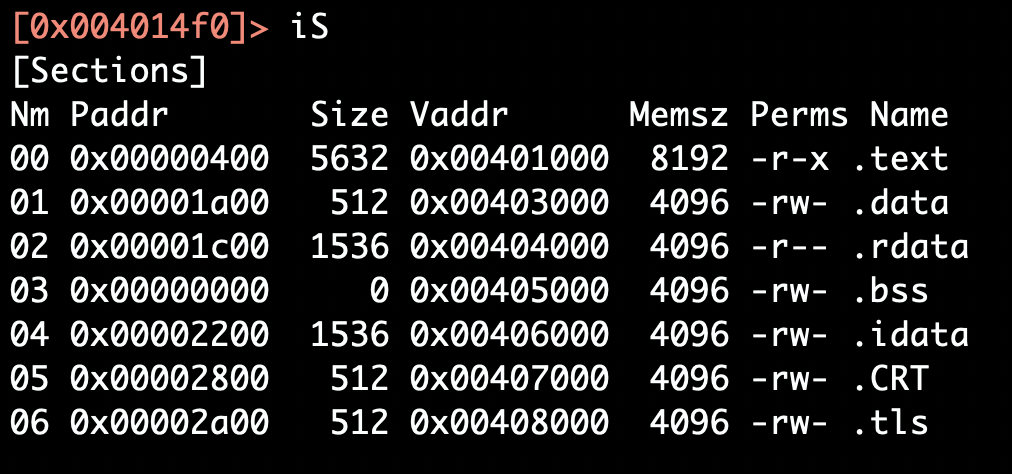 [0x004014f0]> iS
[Sections]
Nm Paddr       Size Vaddr      Memsz Perms Name
00 0x00000400  5632 0x00401000  8192 -r-x .text
01 0x00001a00   512 0x00403000  4096 -rw- .data
02 0x00001c00  1536 0x00404000  4096 -r-- .rdata
03 0x00000000     0 0x00405000  4096 -rw- .bss
04 0x00002200  1536 0x00406000  4096 -rw- .idata
05 0x00002800   512 0x00407000  4096 -rw- .CRT
06 0x00002a00   512 0x00408000  4096 -rw- .tls